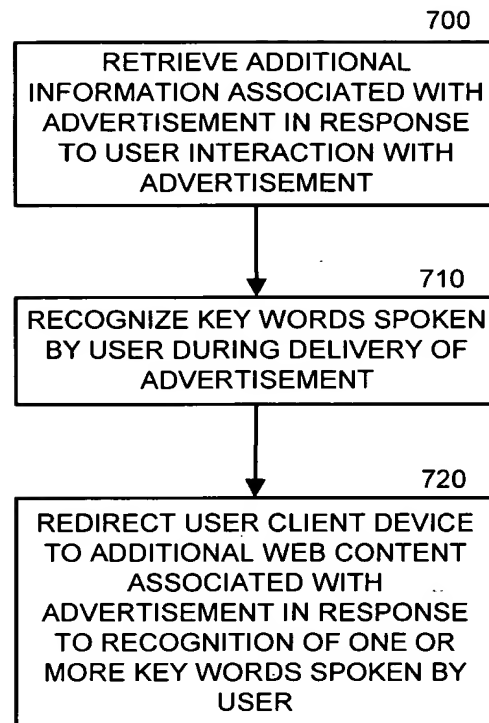 700
RETRIEVE ADDITIONAL
INFORMATION ASSOCIATED WITH
ADVERTISEMENT IN RESPONSE
TO USER INTERACTION WITH
ADVERTISEMENT
710
RECOGNIZE KEY WORDS SPOKEN
BY USER DURING DELIVERY OF
ADVERTISEMENT
720
REDIRECT USER CLIENT DEVICE
TO ADDITIONAL WEB CONTENT
ASSOCIATED WITH
ADVERTISEMENT IN RESPONSE
TO RECOGNITION OF ONE OR
MORE KEY WORDS SPOKEN BY
USER